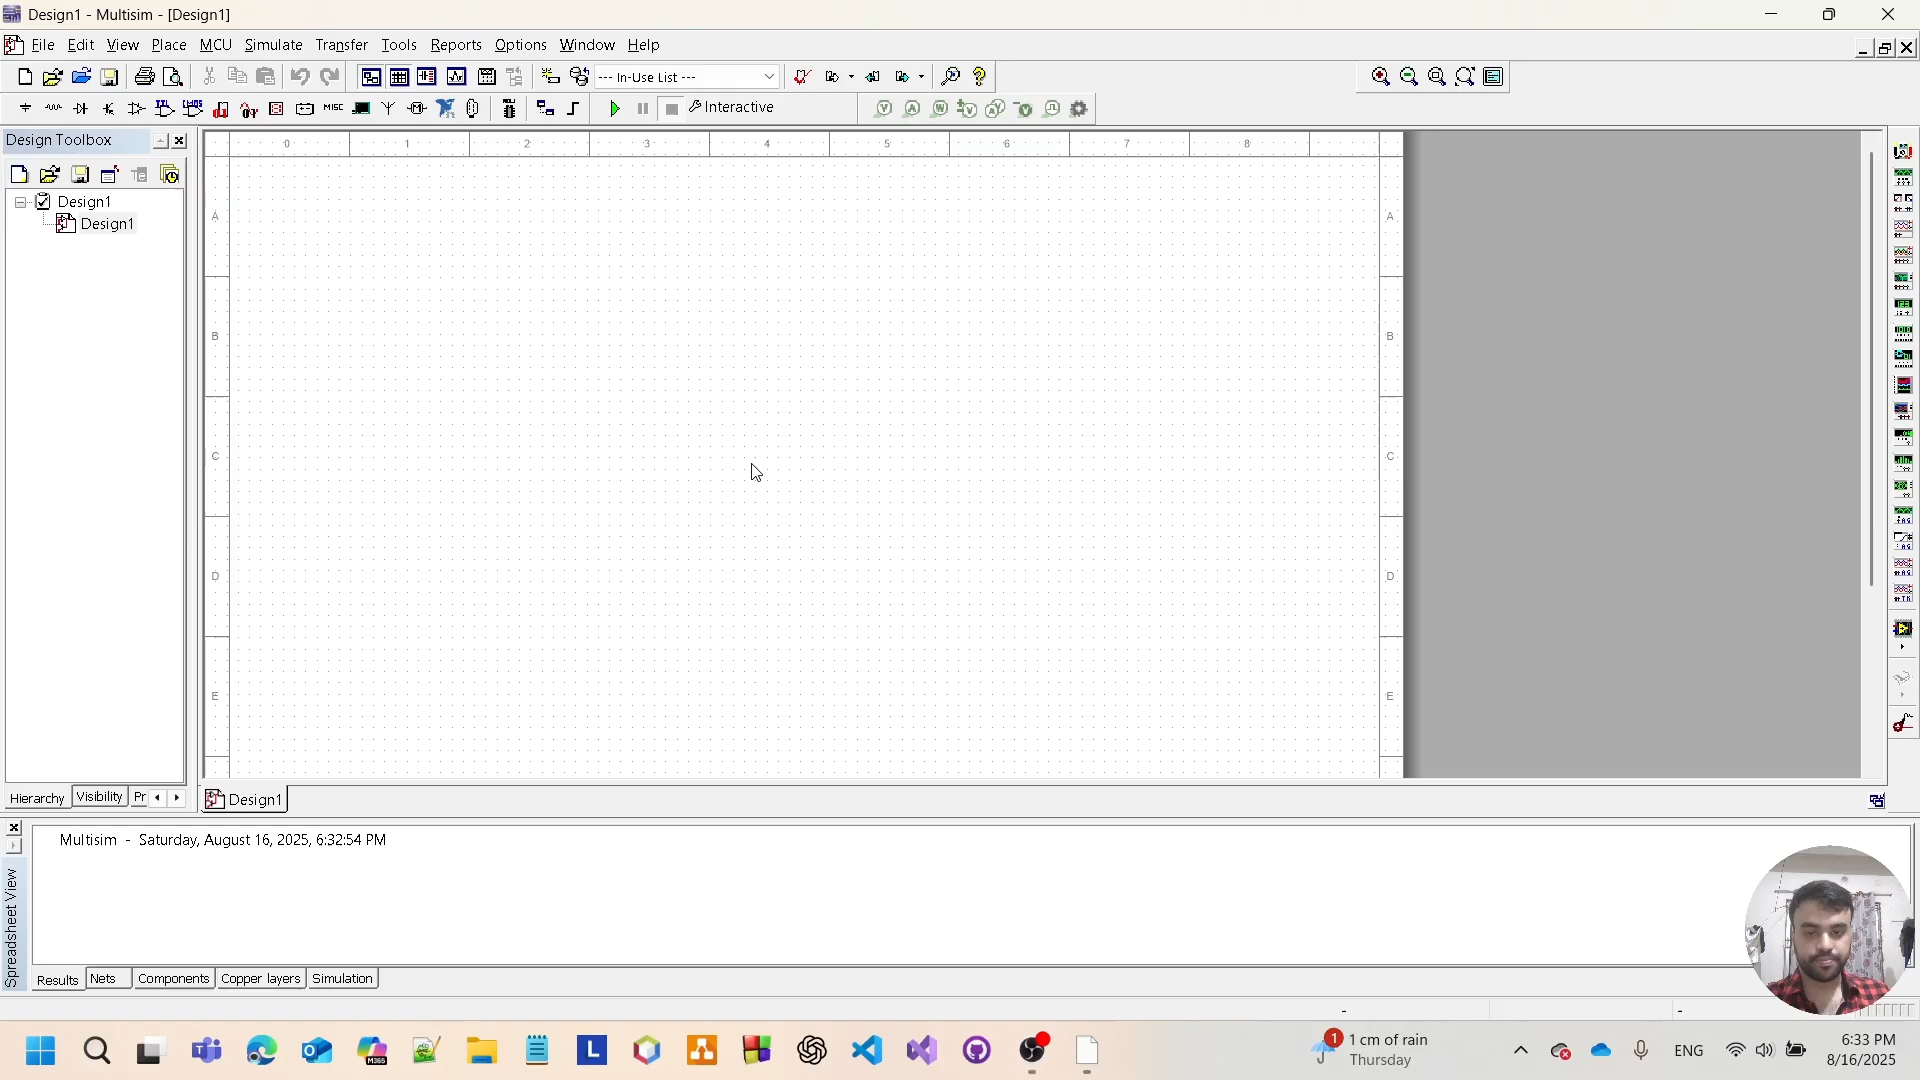 Design1 - Multisim - [Design1]
File Edit View Place MCU Simulate Transfer Tools Reports Options Window Help
--- In-Use List ---
MISC Interactive
Design Toolbox
0 1 2 3 4 5 6 7 8
Design1
Design1
A A
B B
C C
D D
E E
Hierarchy Visibility Pr
Design1
Multisim - Saturday, August 16, 2025, 6:32:54 PM
Spreadsheet View
Results Nets Components Copper layers Simulation
1 cm of rain
Thursday
1
ENG
6:33 PM
8/16/2025